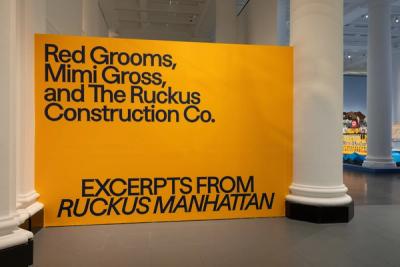 Red Grooms,
Mimi Gross,
and The Ruckus
Construction Co.
EXCERPTS FROM
RUCKUS MANHATTAN